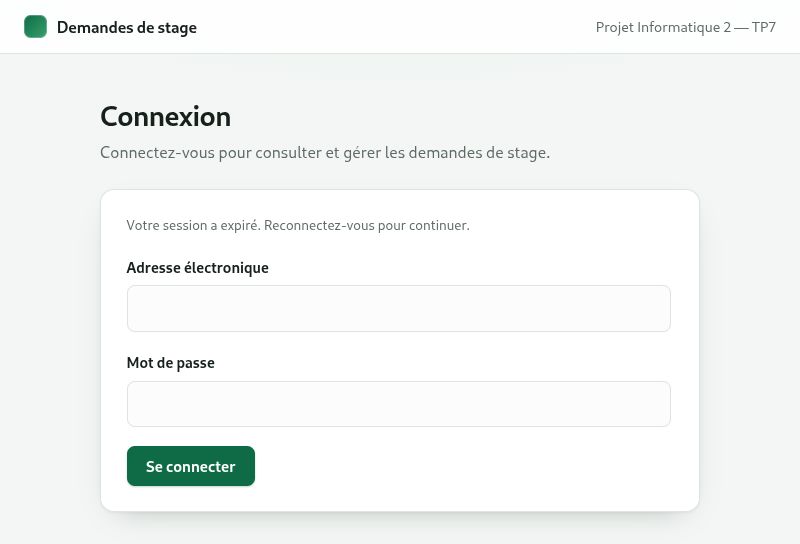 Demandes de stage
Projet Informatique 2 — TP7
Connexion
Connectez-vous pour consulter et gérer les demandes de stage.
Votre session a expiré. Reconnectez-vous pour continuer.
Adresse électronique
Mot de passe
Se connecter